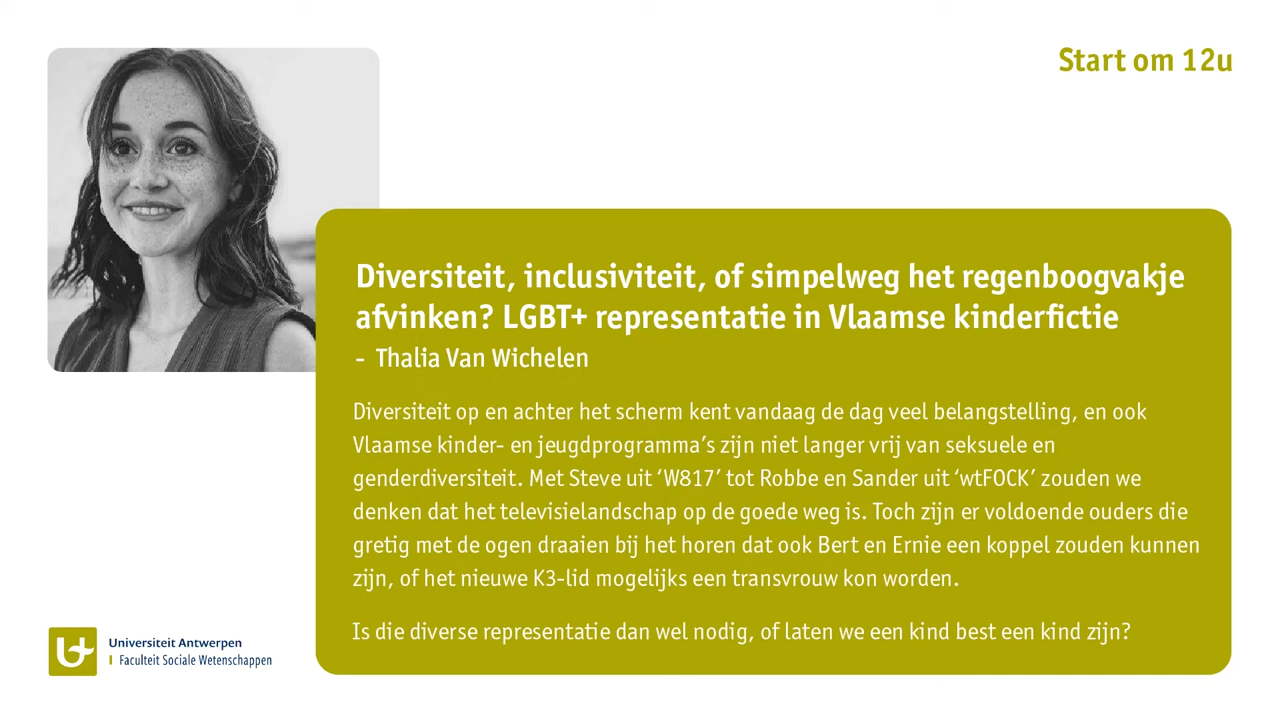 Start om 12u
Diversiteit, inclusiviteit, of simpelweg het regenboogvakje
afvinken? LGBT+ representatie in Vlaamse kinderfictie
- Thalia Van Wichelen
Diversiteit op en achter het scherm kent vandaag de dag veel belangstelling, en ook
Vlaamse kinder- en jeugdprogramma’s zijn niet langer vrij van seksuele en
genderdiversiteit. Met Steve uit ‘W817’ tot Robbe en Sander uit ‘wtFOCK’ zouden we
denken dat het televisielandschap op de goede weg is. Toch zijn er voldoende ouders die
gretig met de ogen draaien bij het horen dat ook Bert en Ernie een koppel zouden kunnen
zijn, of het nieuwe K3-lid mogelijks een transvrouw kon worden.
Is die diverse representatie dan wel nodig, of laten we een kind best een kind zijn?
Universiteit Antwerpen
Faculteit Sociale Wetenschappen